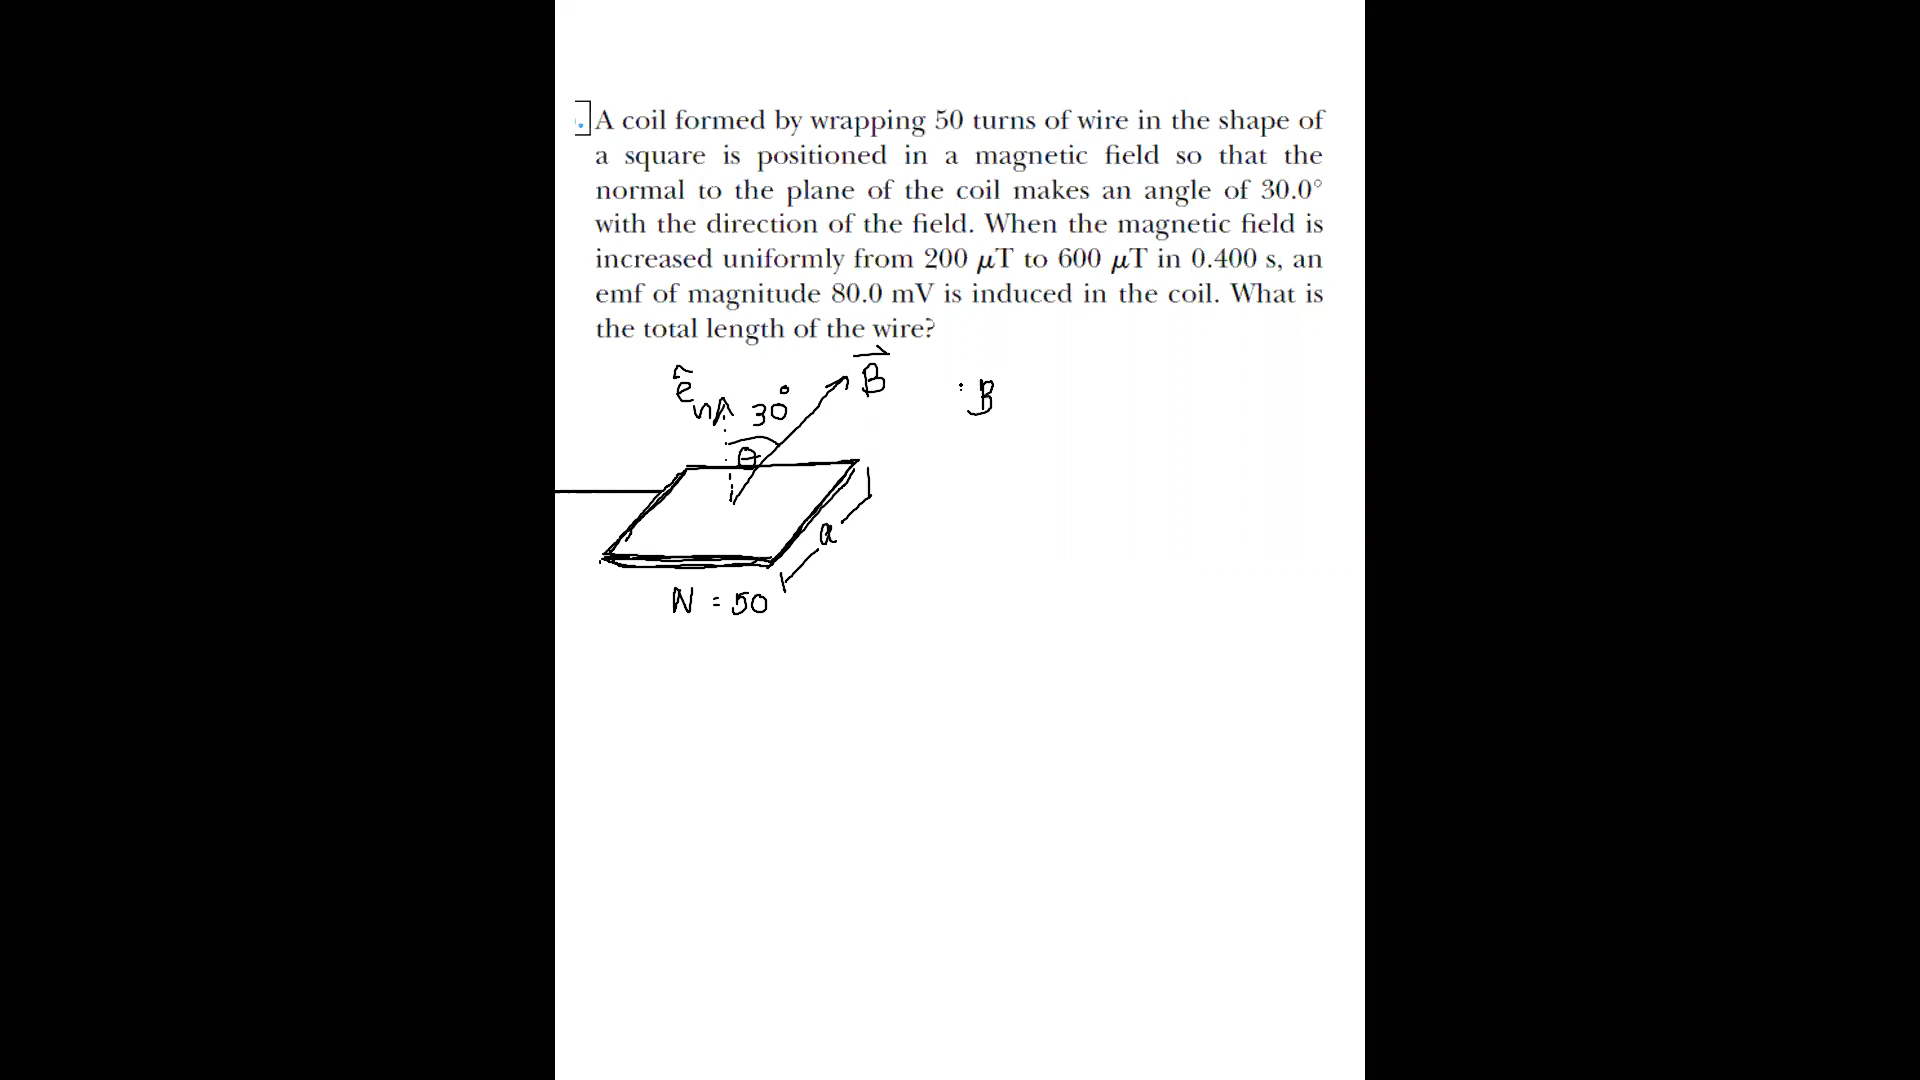 . A coil formed by wrapping 50 turns of wire in the shape of
a square is positioned in a magnetic field so that the
normal to the plane of the coil makes an angle of 30.0°
with the direction of the field. When the magnetic field is
increased uniformly from 200 μT to 600 μT in 0.400 s, an
emf of magnitude 80.0 mV is induced in the coil. What is
the total length of the wire?
ê_n 30° B⃗ B
θ
a
N = 50